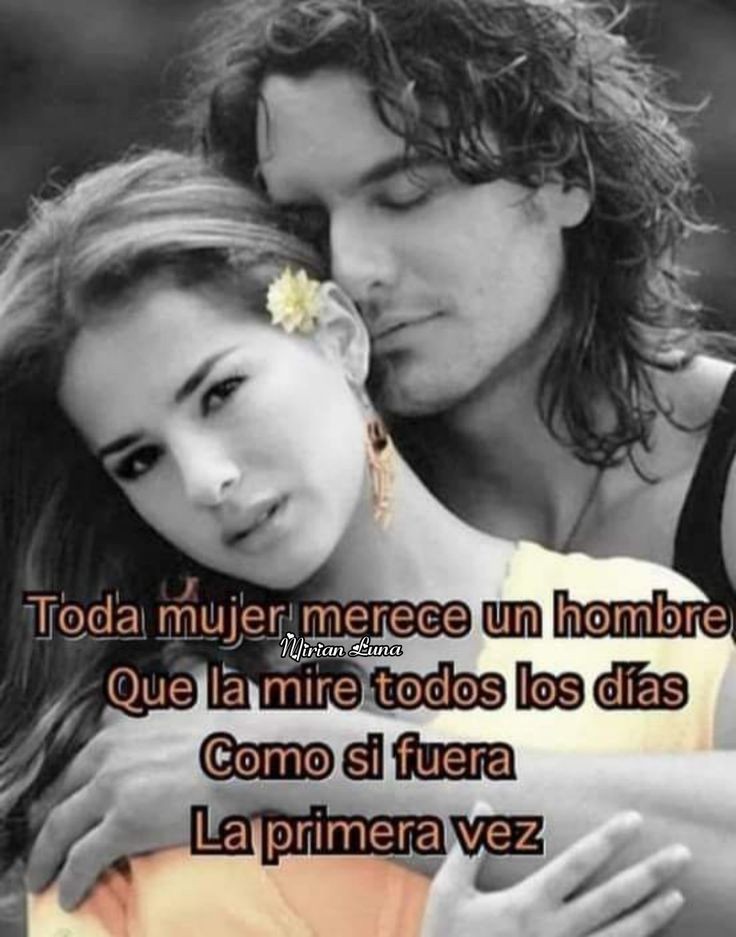 Toda mujer merece un hombre
Mirian Luna
Que la mire todos los días
Como si fuera
La primera vez